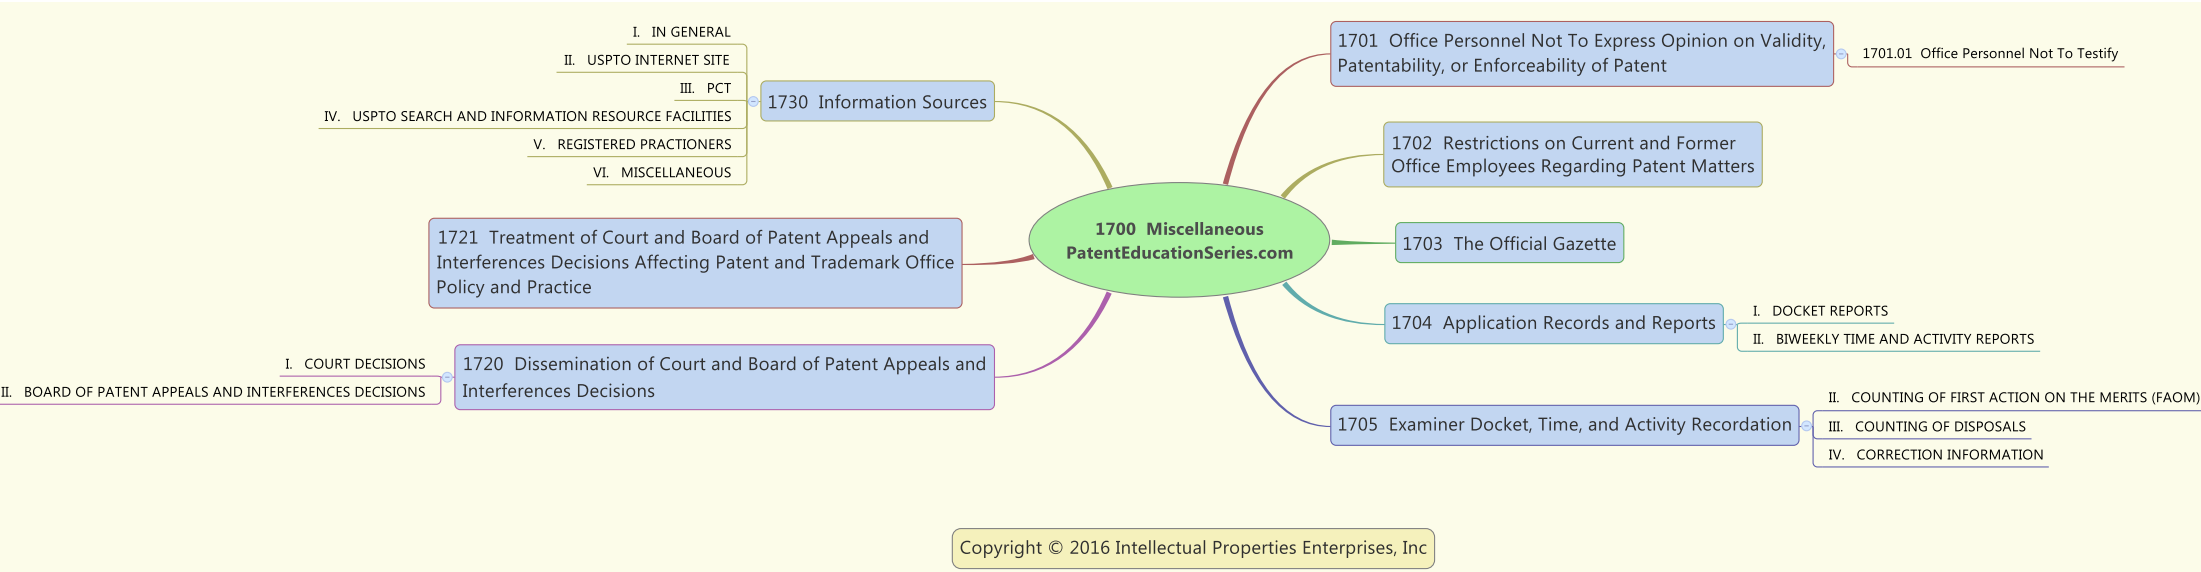 1700  Miscellaneous
PatentEducationSeries.com
1701  Office Personnel Not To Express Opinion on Validity,
Patentability, or Enforceability of Patent
1701.01  Office Personnel Not To Testify
1702  Restrictions on Current and Former
Office Employees Regarding Patent Matters
1703  The Official Gazette
1704  Application Records and Reports
I.   DOCKET REPORTS
II.   BIWEEKLY TIME AND ACTIVITY REPORTS
1705  Examiner Docket, Time, and Activity Recordation
II.   COUNTING OF FIRST ACTION ON THE MERITS (FAOM)
III.   COUNTING OF DISPOSALS
IV.   CORRECTION INFORMATION
1730  Information Sources
I.   IN GENERAL
II.   USPTO INTERNET SITE
III.   PCT
IV.   USPTO SEARCH AND INFORMATION RESOURCE FACILITIES
V.   REGISTERED PRACTIONERS
VI.   MISCELLANEOUS
1721  Treatment of Court and Board of Patent Appeals and
Interferences Decisions Affecting Patent and Trademark Office
Policy and Practice
1720  Dissemination of Court and Board of Patent Appeals and
Interferences Decisions
I.   COURT DECISIONS
II.   BOARD OF PATENT APPEALS AND INTERFERENCES DECISIONS
Copyright © 2016 Intellectual Properties Enterprises, Inc